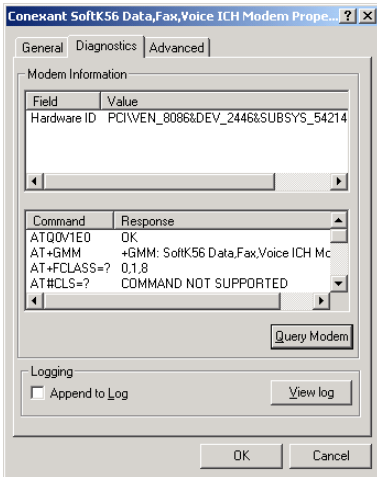 Conexant SoftK56 Data,Fax,Voice ICH Modem Prope...
General Diagnostics Advanced
Modem Information
Field Value
Hardware ID PCI\VEN_8086&DEV_2446&SUBSYS_54214
Command Response
ATQ0V1E0 OK
AT+GMM +GMM: SoftK56 Data,Fax,Voice ICH Mc
AT+FCLASS=? 0,1,8
AT#CLS=? COMMAND NOT SUPPORTED
Query Modem
Logging
Append to Log View log
OK Cancel